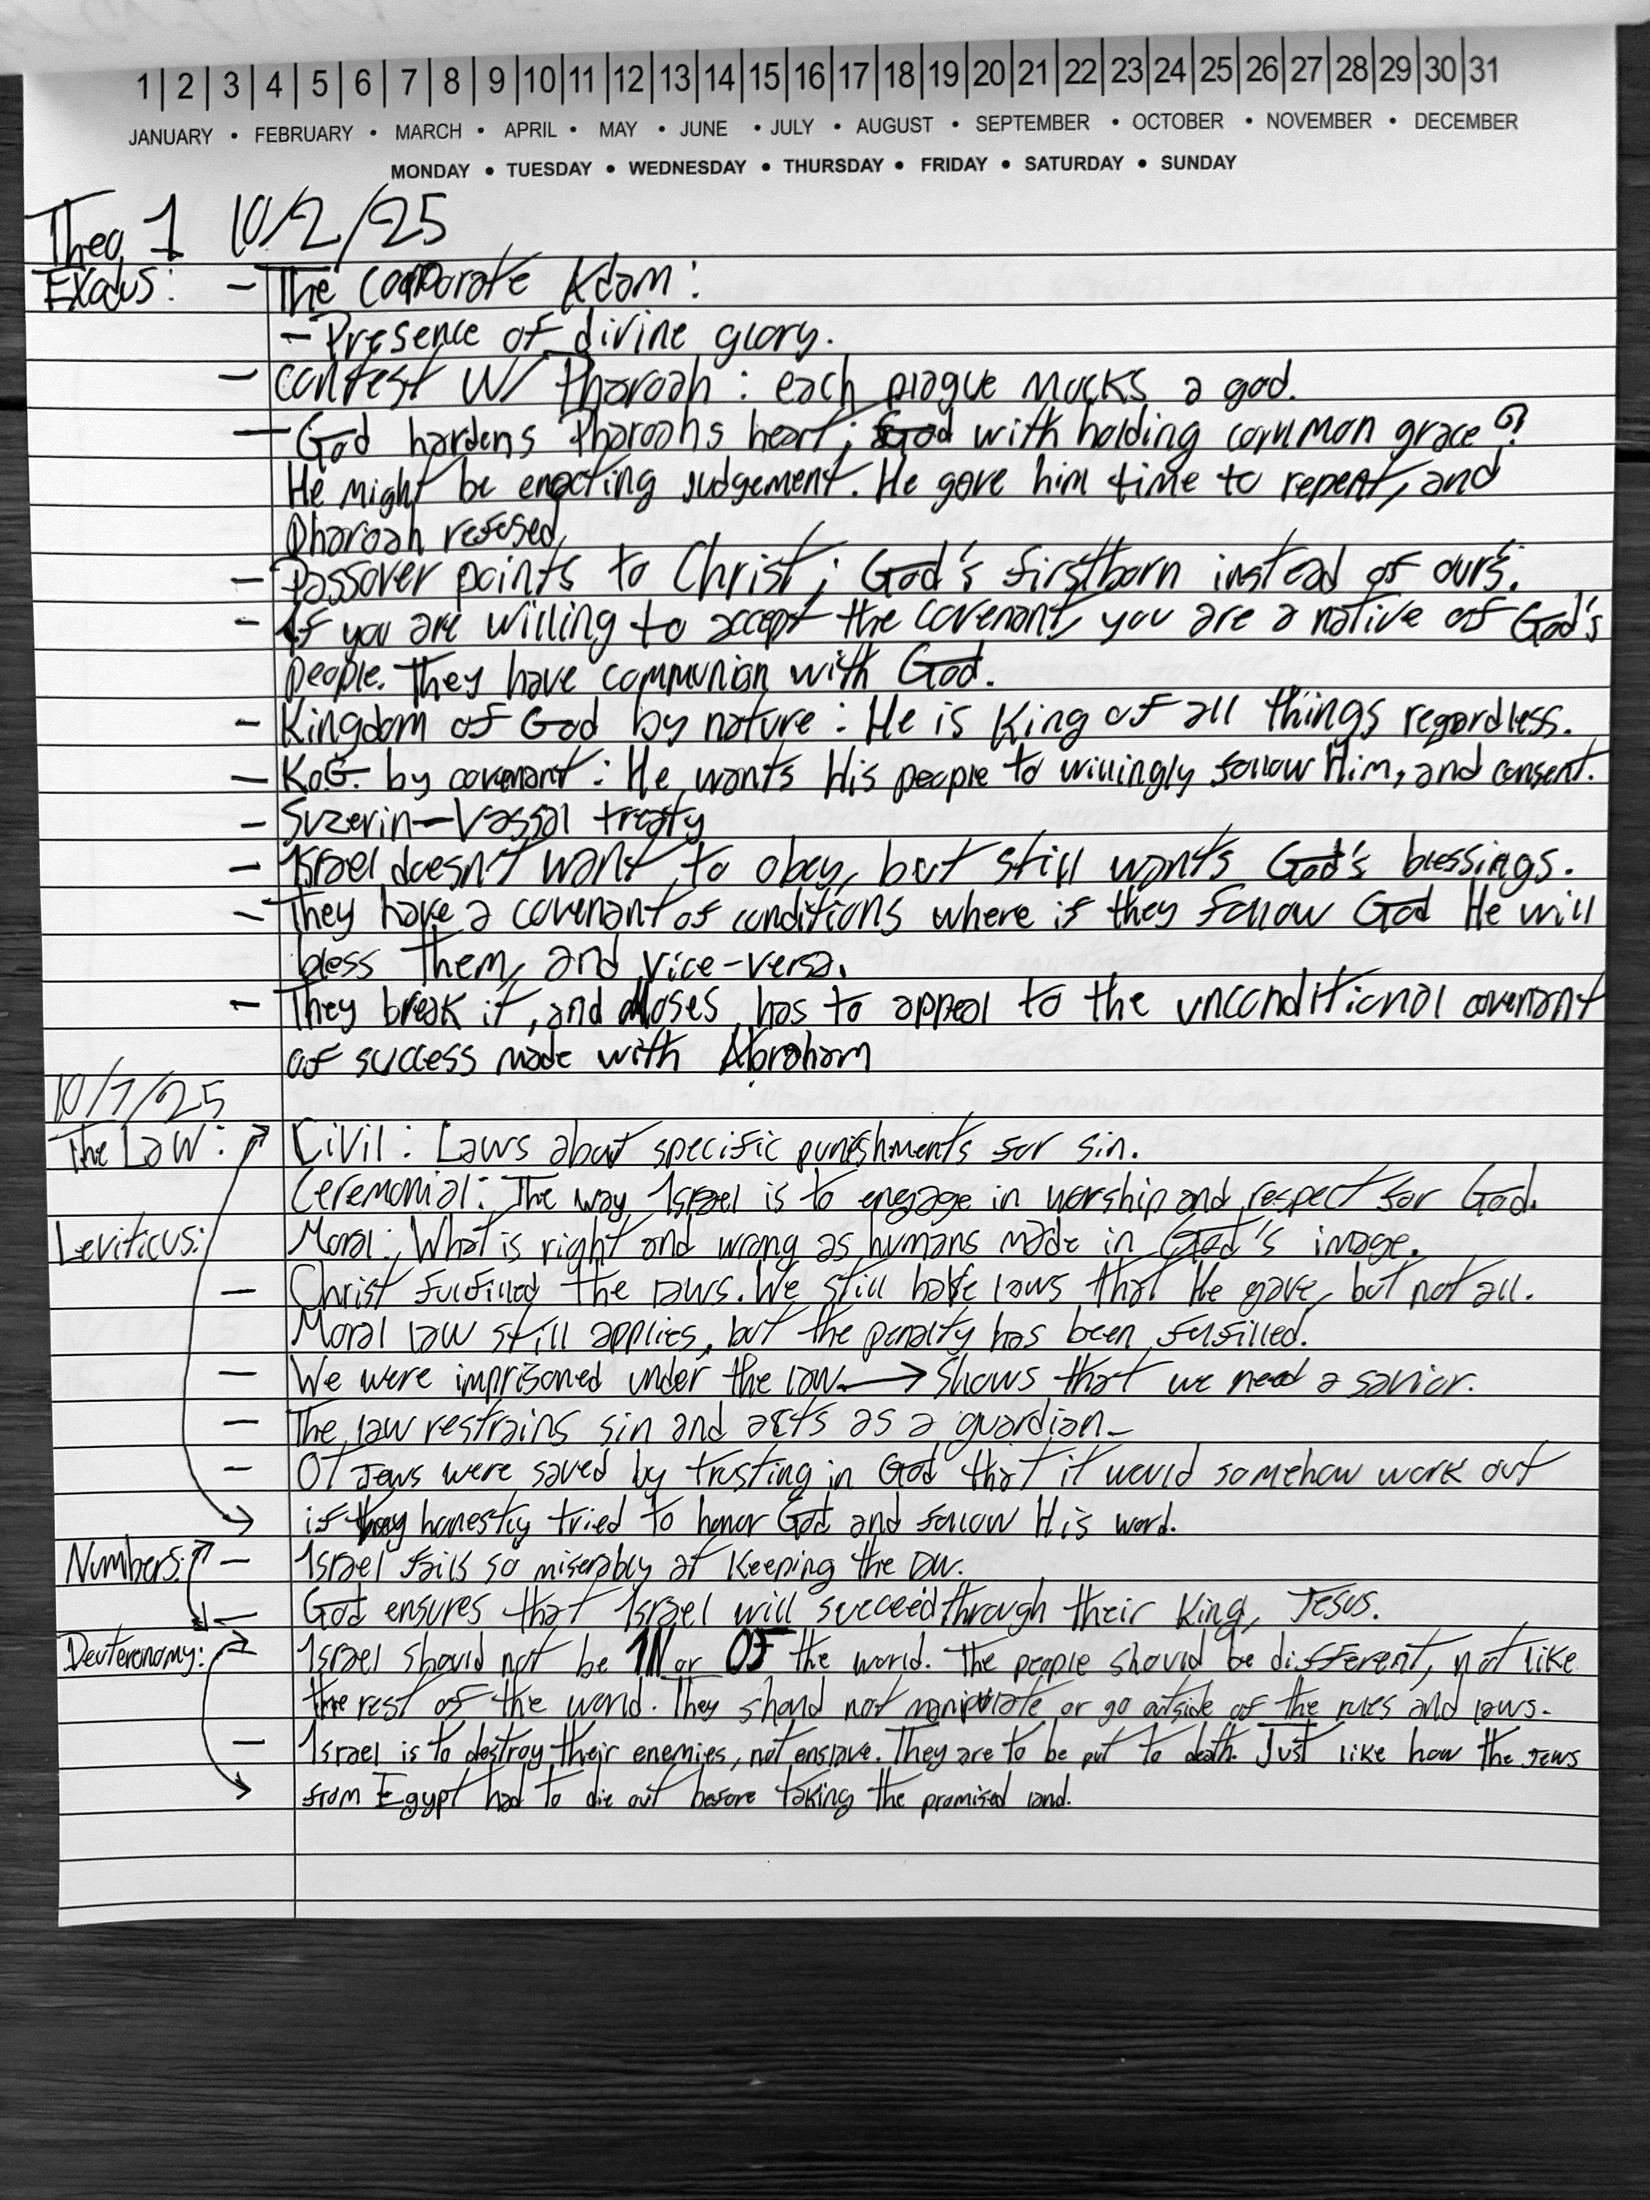 1|2|3|4|5|6|7|8|9|10|11|12|13|14|15|16|17|18|19|20|21|22|23|24|25|26|27|28|29|30|31
JANUARY • FEBRUARY • MARCH • APRIL • MAY • JUNE • JULY • AUGUST • SEPTEMBER • OCTOBER • NOVEMBER • DECEMBER
MONDAY • TUESDAY • WEDNESDAY • THURSDAY • FRIDAY • SATURDAY • SUNDAY
Theo 1 10/2/25
Exodus: - The corporate Adam:
- Presence of divine glory.
- contest W/ Pharoah: each plague mocks a god.
- God hardens Pharoahs heart; God with holding common grace?
He might be enacting judgement. He gave him time to repent, and
Pharoah refused,
- Passover points to Christ; God's firstborn instead of ours.
- If you are willing to accept the covenant, you are a native of God's
people. They have communion with God.
- Kingdom of God by nature: He is King of all things regardless.
- K.o.G. by covenant: He wants His people to willingly follow Him, and consent.
- Suzerin-Vassal treaty
- Israel doesn't want to obey, but still wants God's blessings.
- They have a covenant of conditions where if they follow God He will
bless them, and vice-versa.
- They break it, and Moses has to appeal to the unconditional covenant
of success made with Abraham
10/7/25
The Law: Civil: Laws about specific punishments for sin.
Ceremonial: The way Israel is to engage in worship and respect for God.
Leviticus: Moral: What is right and wrong as humans made in God's image.
- Christ fulfilled the laws. We still have laws that He gave, but not all.
Moral law still applies, but the penalty has been fulfilled.
- We were imprisoned under the law → Shows that we need a savior.
- The law restrains sin and acts as a guardian-
- OT Jews were saved by trusting in God that it would somehow work out
if they honestly tried to honor God and follow His word.
Numbers: - Israel fails so miserably at keeping the law.
- God ensures that Israel will succeed through their King, Jesus.
Deuteronomy: - Israel should not be IN or OF the world. The people should be different, not like
the rest of the world. They should not manipulate or go outside of the rules and laws.
- Israel is to destroy their enemies, not enslave. They are to be put to death. Just like how the Jews
from Egypt had to die out before taking the promised land.